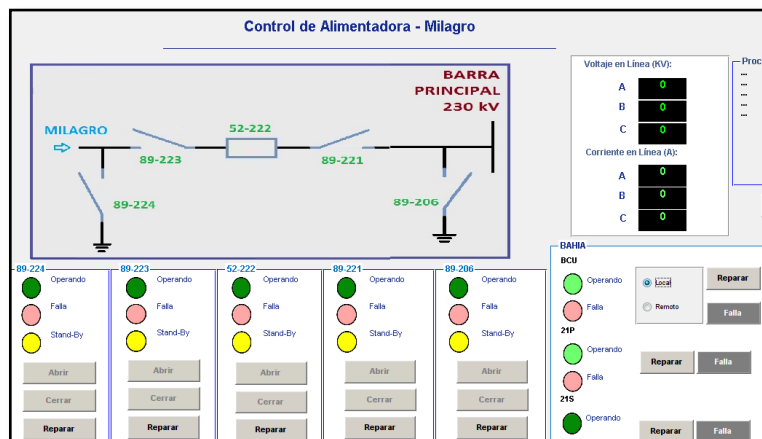 Control de Alimentadora - Milagro
BARRA
PRINCIPAL
230 kV
MILAGRO
52-222
89-223
89-221
89-224
89-206
Voltaje en Línea (KV):
A 0
B 0
C 0
Corriente en Línea (A):
A 0
B 0
C 0
Proc
...
...
...
...
89-224
Operando
Falla
Stand-By
Abrir
Cerrar
Reparar
89-223
Operando
Falla
Stand-By
Abrir
Cerrar
Reparar
52-222
Operando
Falla
Stand-By
Abrir
Cerrar
Reparar
89-221
Operando
Falla
Stand-By
Abrir
Cerrar
Reparar
89-206
Operando
Falla
Stand-By
Abrir
Cerrar
Reparar
BAHIA
BCU
Operando
Falla
Local
Remoto
Reparar
Falla
21P
Operando
Falla
Reparar
Falla
21S
Operando
Reparar
Falla